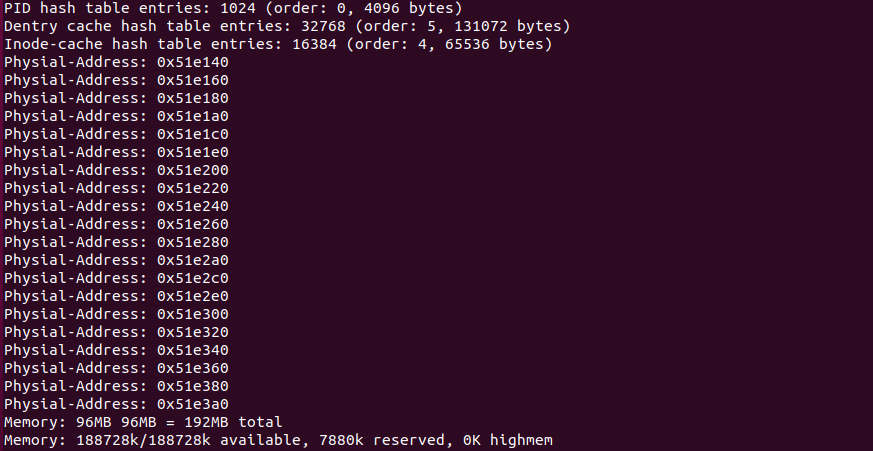 PID hash table entries: 1024 (order: 0, 4096 bytes)
Dentry cache hash table entries: 32768 (order: 5, 131072 bytes)
Inode-cache hash table entries: 16384 (order: 4, 65536 bytes)
Physial-Address: 0x51e140
Physial-Address: 0x51e160
Physial-Address: 0x51e180
Physial-Address: 0x51e1a0
Physial-Address: 0x51e1c0
Physial-Address: 0x51e1e0
Physial-Address: 0x51e200
Physial-Address: 0x51e220
Physial-Address: 0x51e240
Physial-Address: 0x51e260
Physial-Address: 0x51e280
Physial-Address: 0x51e2a0
Physial-Address: 0x51e2c0
Physial-Address: 0x51e2e0
Physial-Address: 0x51e300
Physial-Address: 0x51e320
Physial-Address: 0x51e340
Physial-Address: 0x51e360
Physial-Address: 0x51e380
Physial-Address: 0x51e3a0
Memory: 96MB 96MB = 192MB total
Memory: 188728k/188728k available, 7880k reserved, 0K highmem